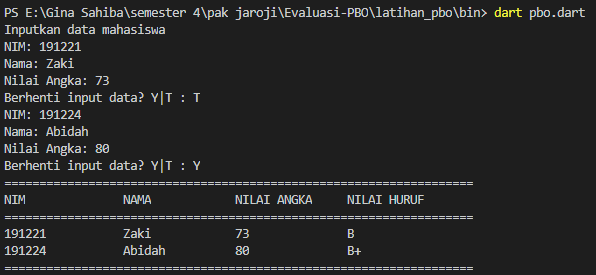 PS E:\Gina Sahiba\semester 4\pak jaroji\Evaluasi-PBO\latihan_pbo\bin> dart pbo.dart
Inputkan data mahasiswa
NIM: 191221
Nama: Zaki
Nilai Angka: 73
Berhenti input data? Y|T : T
NIM: 191224
Nama: Abidah
Nilai Angka: 80
Berhenti input data? Y|T : Y
===================================================================
NIM NAMA NILAI ANGKA NILAI HURUF
===================================================================
191221 Zaki 73 B
191224 Abidah 80 B+
===================================================================